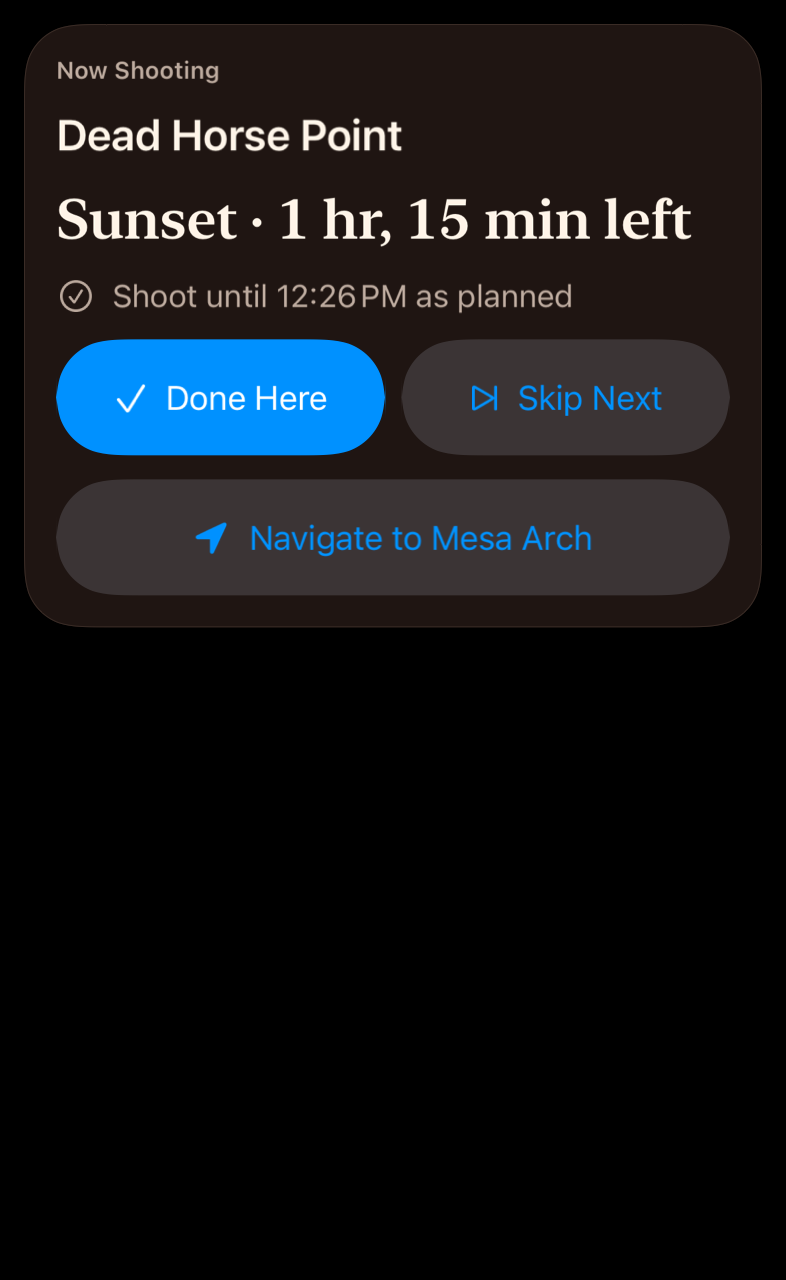 Now Shooting
Dead Horse Point
Sunset · 1 hr, 15 min left
Shoot until 12:26 PM as planned
Done Here
Skip Next
Navigate to Mesa Arch